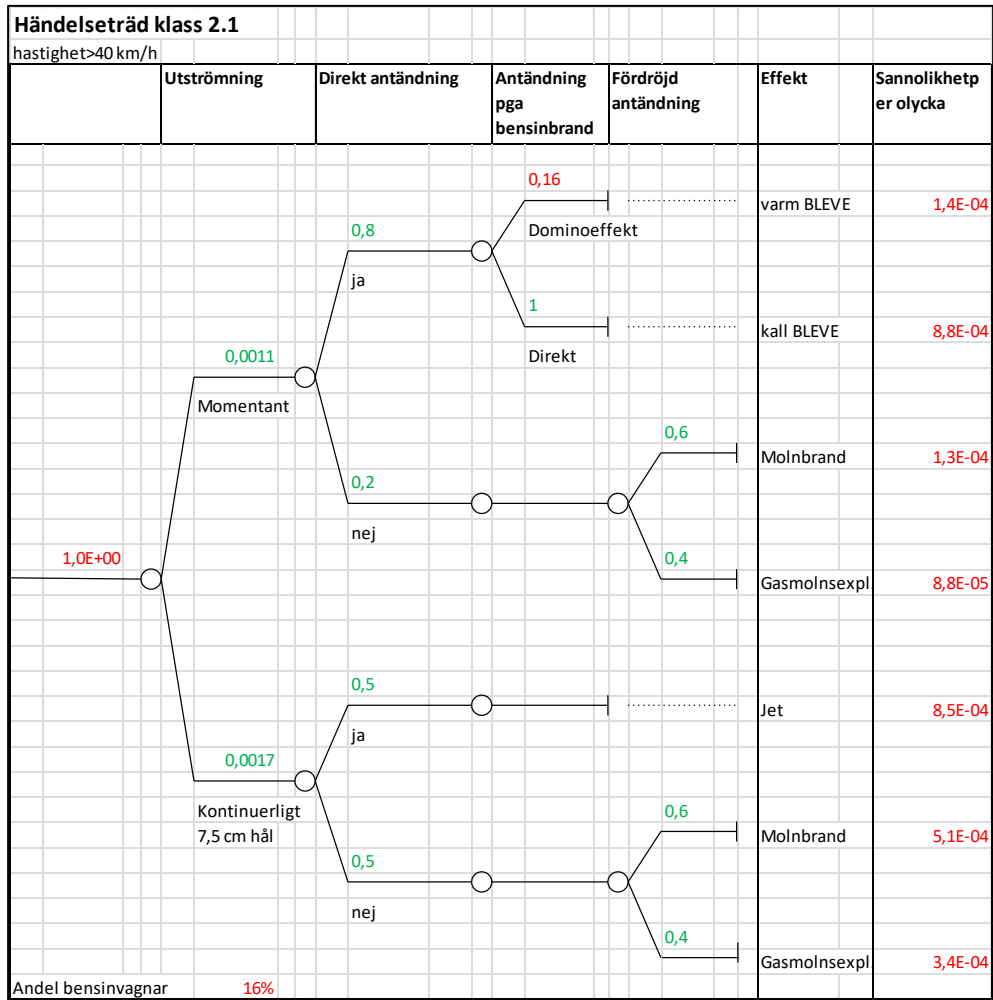 Händelseträd klass 2.1
hastighet>40 km/h
Utströmning
Direkt antändning
Antändning
pga
bensinbrand
Fördröjd
antändning
Effekt
Sannolikhetp
er olycka
0,16
varm BLEVE
1,4E-04
Dominoeffekt
0,8
ja
1
kall BLEVE
8,8E-04
Direkt
0,0011
Momentant
0,6
Molnbrand
1,3E-04
0,2
nej
1,0E+00
0,4
Gasmolnsexpl.
8,8E-05
0,5
Jet
8,5E-04
ja
0,0017
Kontinuerligt
7,5 cm hål
0,6
Molnbrand
5,1E-04
0,5
nej
0,4
Gasmolnsexpl.
3,4E-04
Andel bensinvagnar
16%